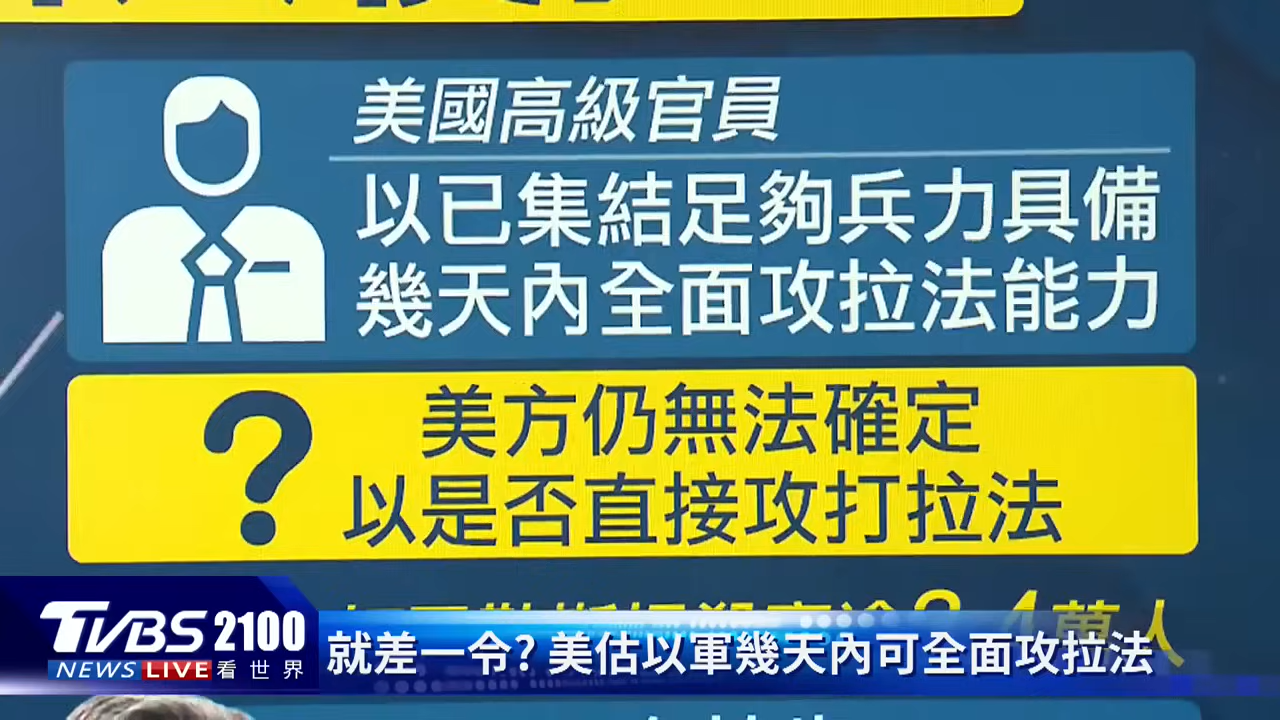 美國高級官員
以已集結足夠兵力具備
幾天內全面攻拉法能力
?
美方仍無法確定
以是否直接攻打拉法
3.4萬人
TVBS 2100
NEWS LIVE 看世界
就差一令? 美估以軍幾天內可全面攻拉法